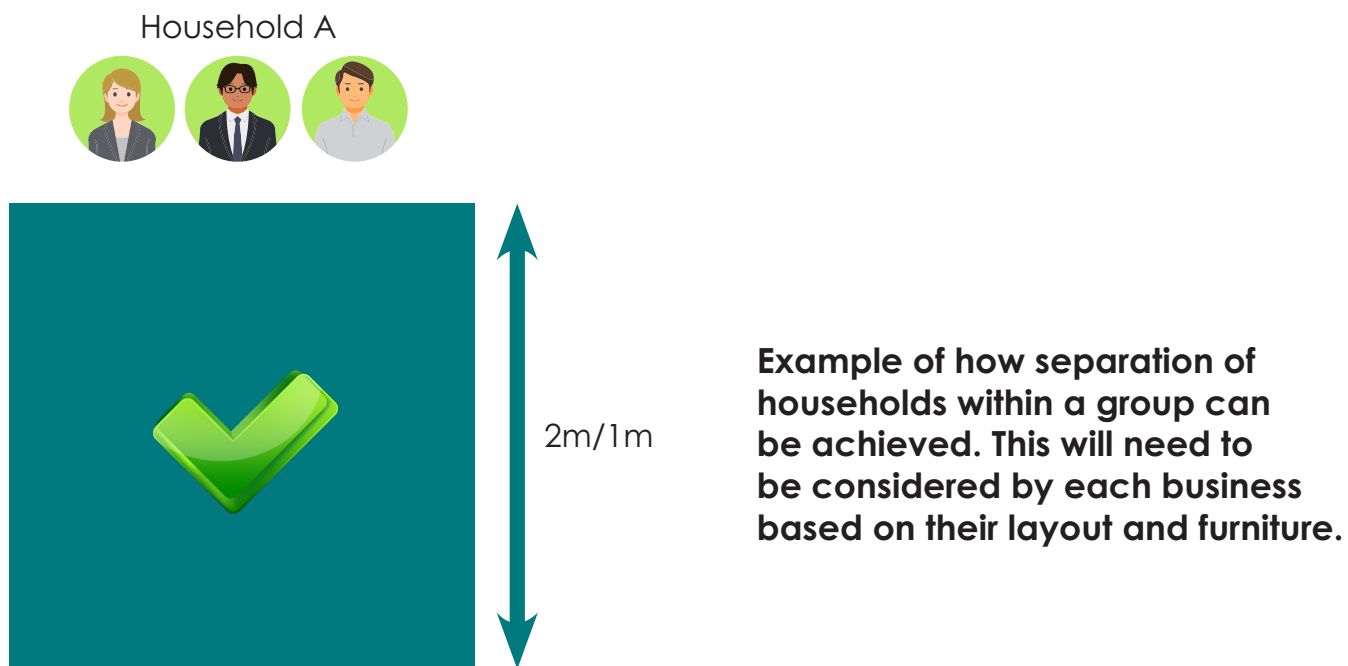 Household A
2m/1m
Example of how separation of
households within a group can
be achieved. This will need to
be considered by each business
based on their layout and furniture.